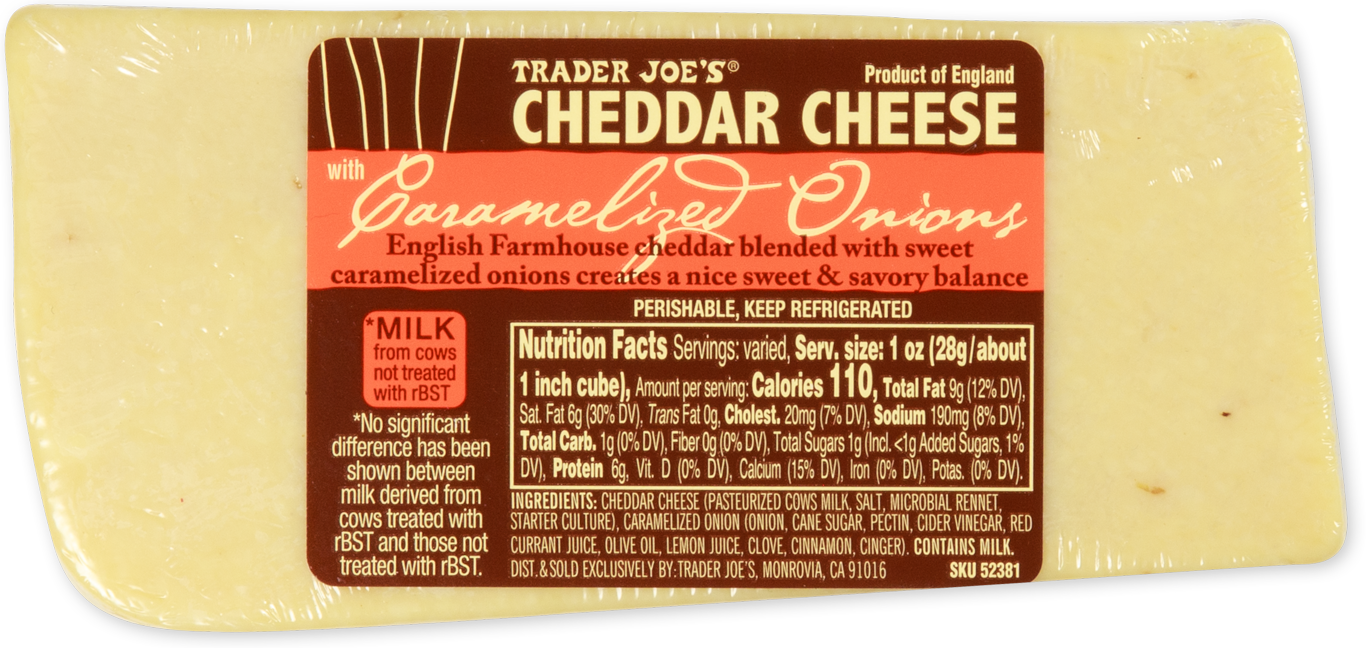 TRADER JOE'S®
Product of England
CHEDDAR CHEESE
with
Caramelized Onions
English Farmhouse cheddar blended with sweet
caramelized onions creates a nice sweet & savory balance
PERISHABLE, KEEP REFRIGERATED
*MILK
from cows
not treated
with rBST
*No significant
difference has been
shown between
milk derived from
cows treated with
rBST and those not
treated with rBST.
Nutrition Facts Servings: varied, Serv. size: 1 oz (28g/about
1 inch cube), Amount per serving: Calories 110, Total Fat 9g (12% DV),
Sat. Fat 6g (30% DV), Trans Fat 0g, Cholest. 20mg (7% DV), Sodium 190mg (8% DV),
Total Carb. 1g (0% DV), Fiber 0g (0% DV), Total Sugars 1g (Incl. <1g Added Sugars, 1%
DV), Protein 6g, Vit. D (0% DV), Calcium (15% DV), Iron (0% DV), Potas. (0% DV).
INGREDIENTS: CHEDDAR CHEESE (PASTEURIZED COWS MILK, SALT, MICROBIAL RENNET,
STARTER CULTURE), CARAMELIZED ONION (ONION, CANE SUGAR, PECTIN, CIDER VINEGAR, RED
CURRANT JUICE, OLIVE OIL, LEMON JUICE, CLOVE, CINNAMON, CINGER). CONTAINS MILK.
DIST. & SOLD EXCLUSIVELY BY: TRADER JOE'S, MONROVIA, CA 91016
SKU 52381